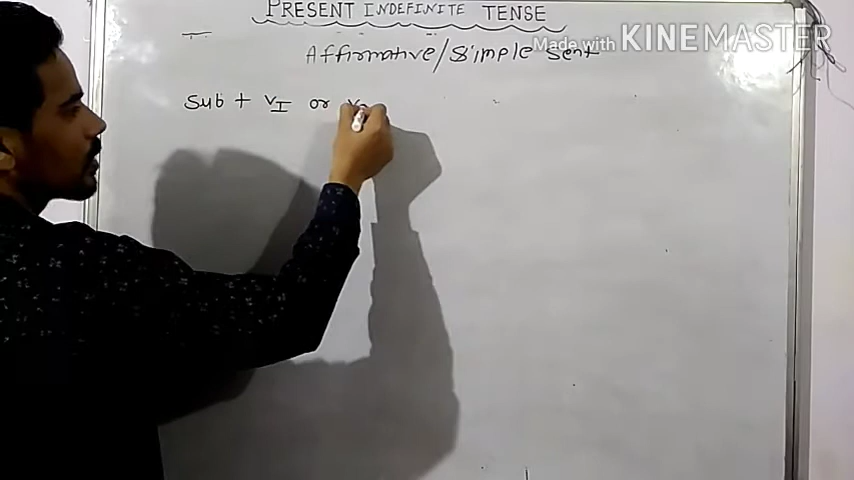 PRESENT INDEFINITE TENSE
Made with KINEMASTER
Affirmative/Simple Sent
Sub + VI or V